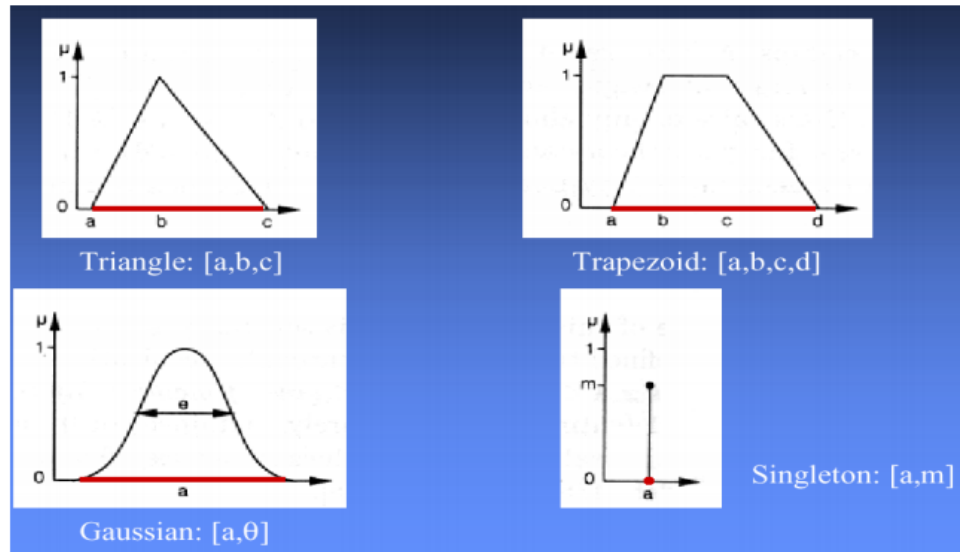 μ
1
0
a b c
Triangle: [a,b,c]
μ
1
0
a b c d
Trapezoid: [a,b,c,d]
μ
1
e
0
a
Gaussian: [a,θ]
μ
1
m
0
a
Singleton: [a,m]